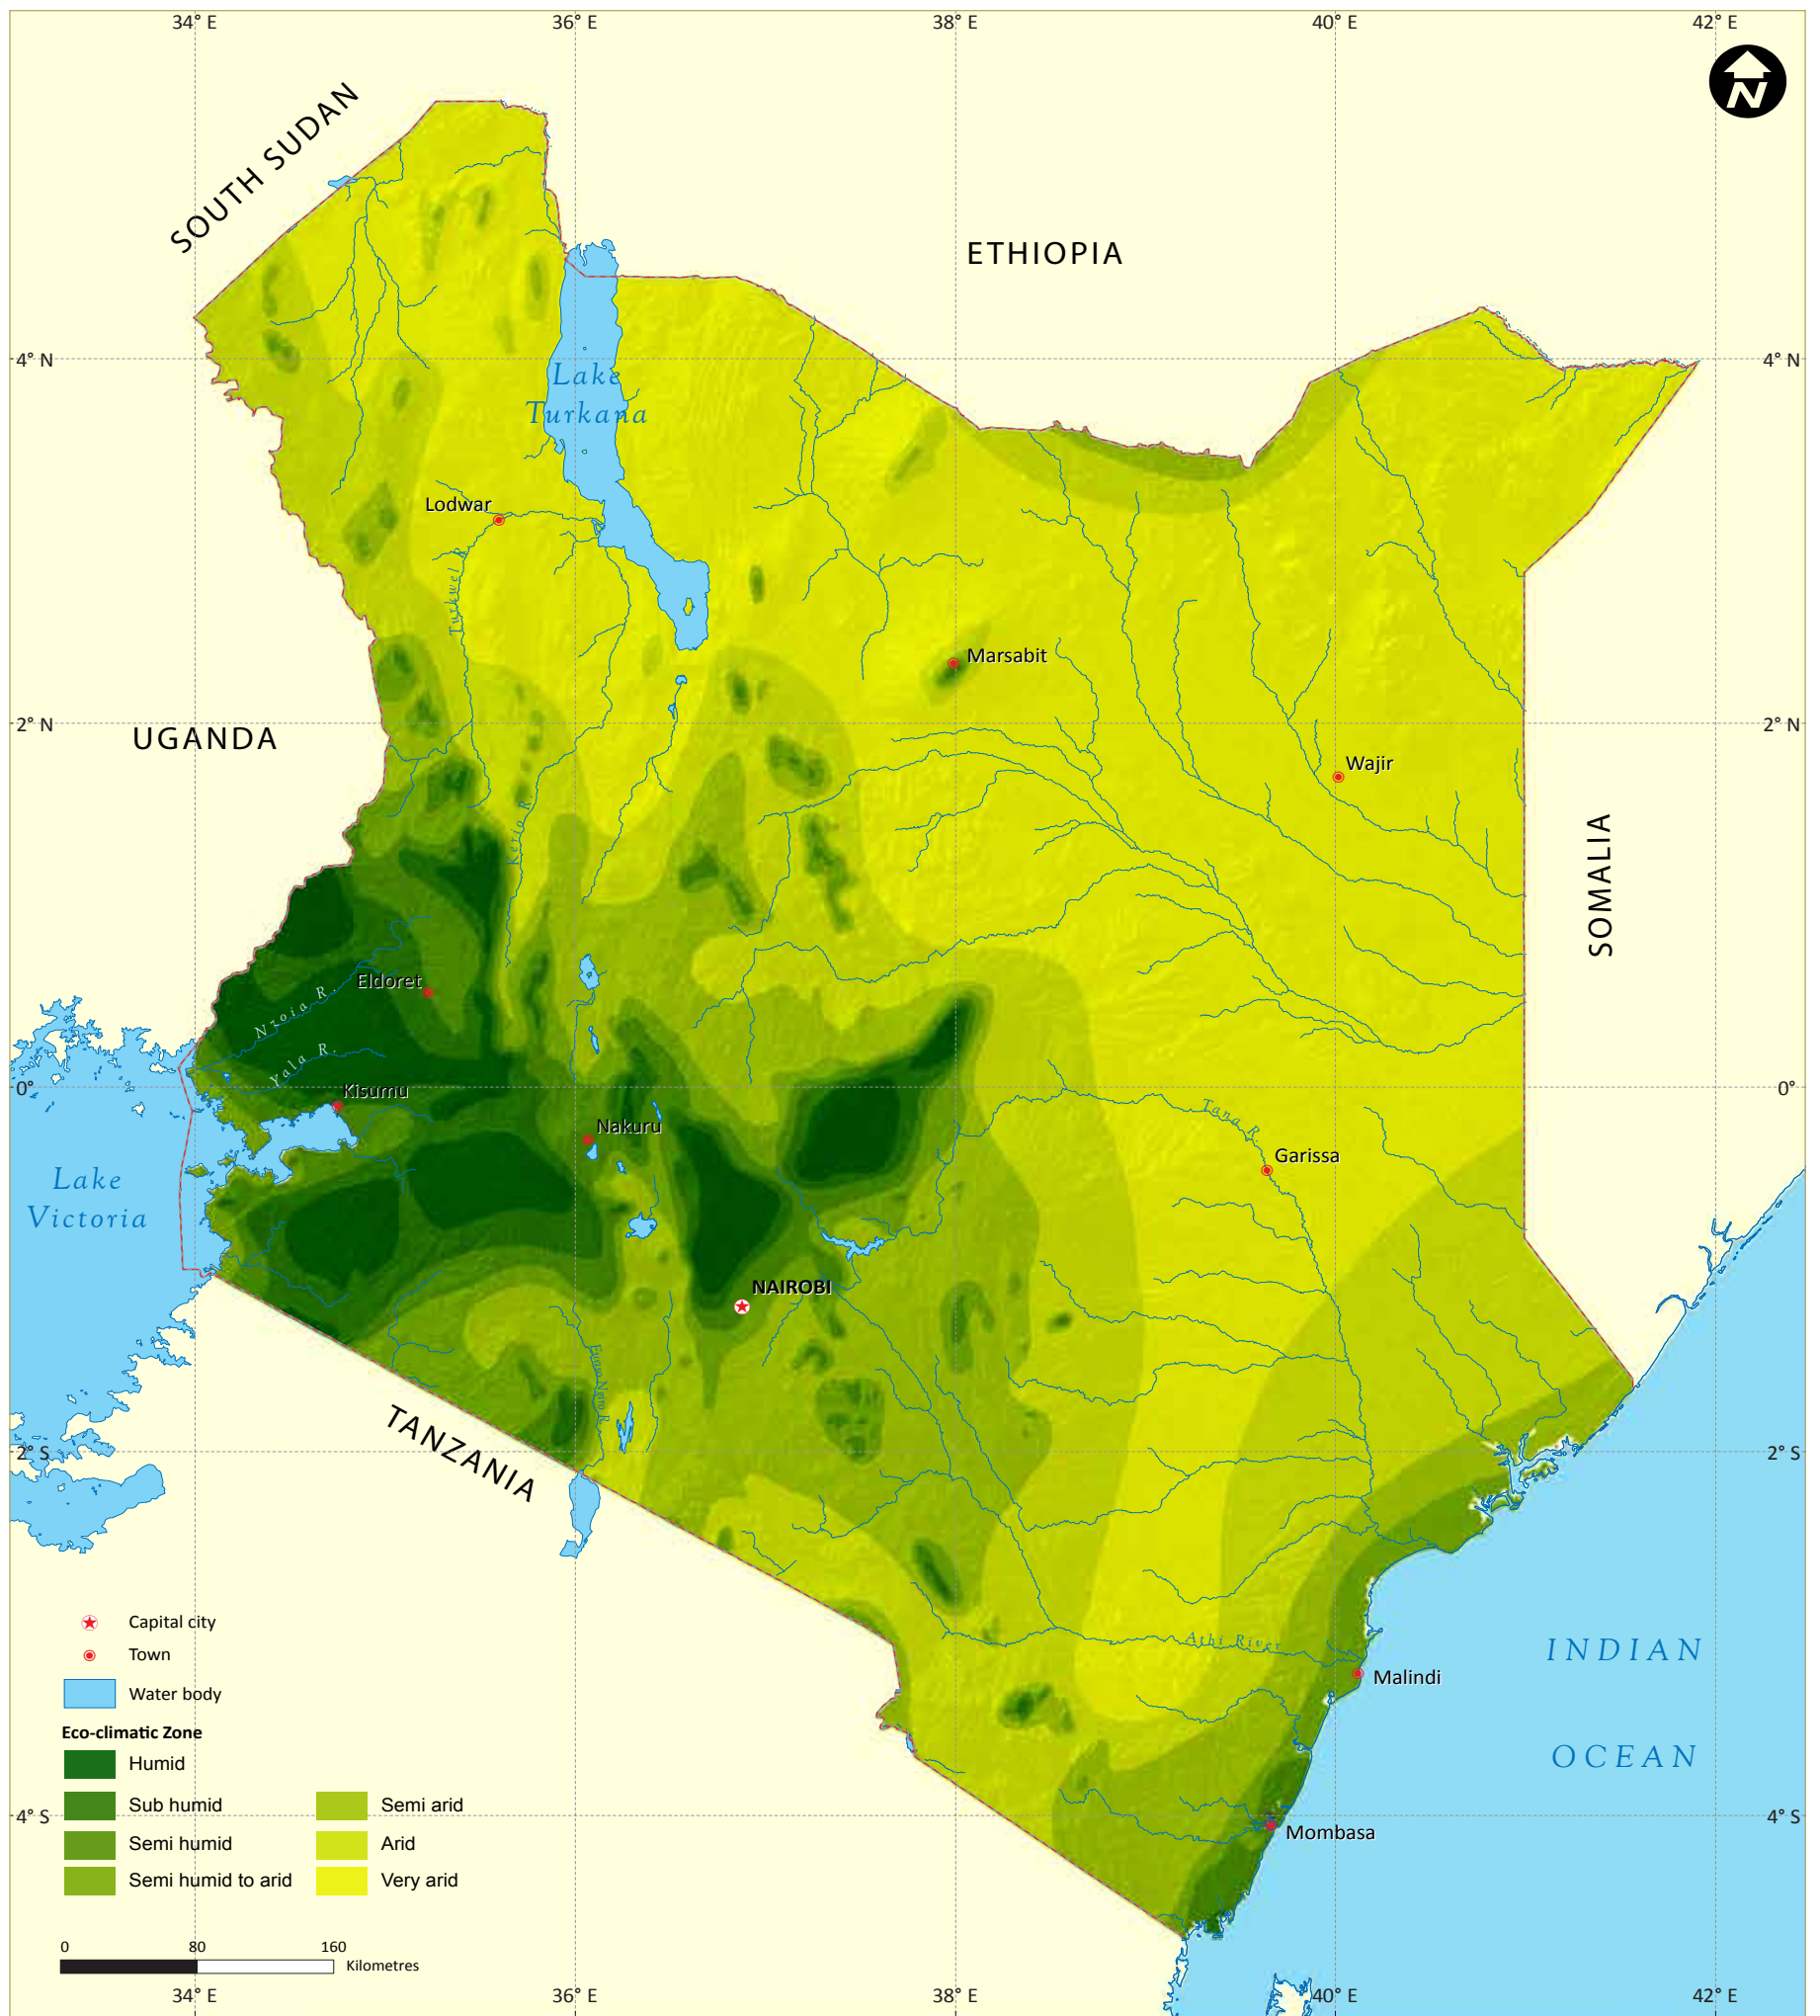 34° E
36° E
38° E
40° E
42° E
N
SOUTH SUDAN
ETHIOPIA
4° N
4° N
Lake
Turkana
Lodwar
Turkwel R.
Marsabit
2° N
2° N
UGANDA
Wajir
Kerio R.
SOMALIA
Eldoret
Nzoia R.
Yala R.
0°
Kisumu
0°
Nakuru
Tana R.
Garissa
Lake
Victoria
NAIROBI
Euaso Ngiro R.
TANZANIA
2° S
2° S
Athi River
INDIAN
Malindi
OCEAN
4° S
4° S
Mombasa
Capital city
Town
Water body
Eco-climatic Zone
Humid
Sub humid
Semi humid
Semi humid to arid
Semi arid
Arid
Very arid
0 80 160
Kilometres
34° E
36° E
38° E
40° E
42° E